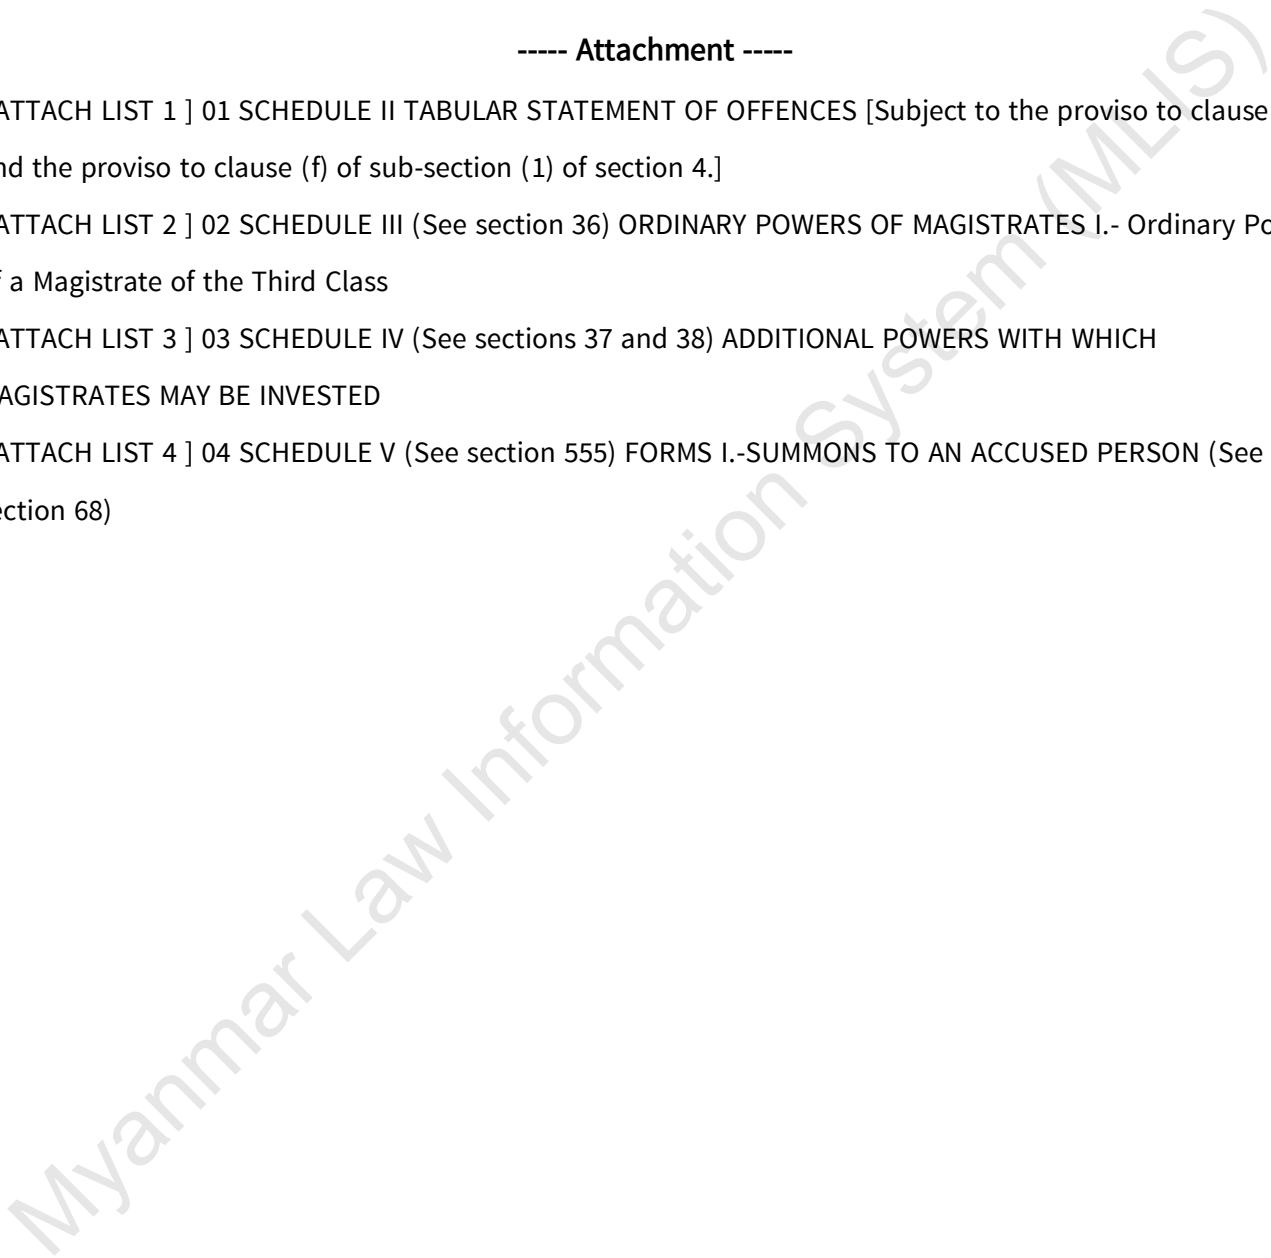 ----- Attachment -----
ATTACH LIST 1 ] 01 SCHEDULE II TABULAR STATEMENT OF OFFENCES [Subject to the proviso to clause
nd the proviso to clause (f) of sub-section (1) of section 4.]
ATTACH LIST 2 ] 02 SCHEDULE III (See section 36) ORDINARY POWERS OF MAGISTRATES I.- Ordinary Po
f a Magistrate of the Third Class
ATTACH LIST 3 ] 03 SCHEDULE IV (See sections 37 and 38) ADDITIONAL POWERS WITH WHICH
AGISTRATES MAY BE INVESTED
ATTACH LIST 4 ] 04 SCHEDULE V (See section 555) FORMS I.-SUMMONS TO AN ACCUSED PERSON (See
ection 68)
Myanmar Law Information System (MLIS)